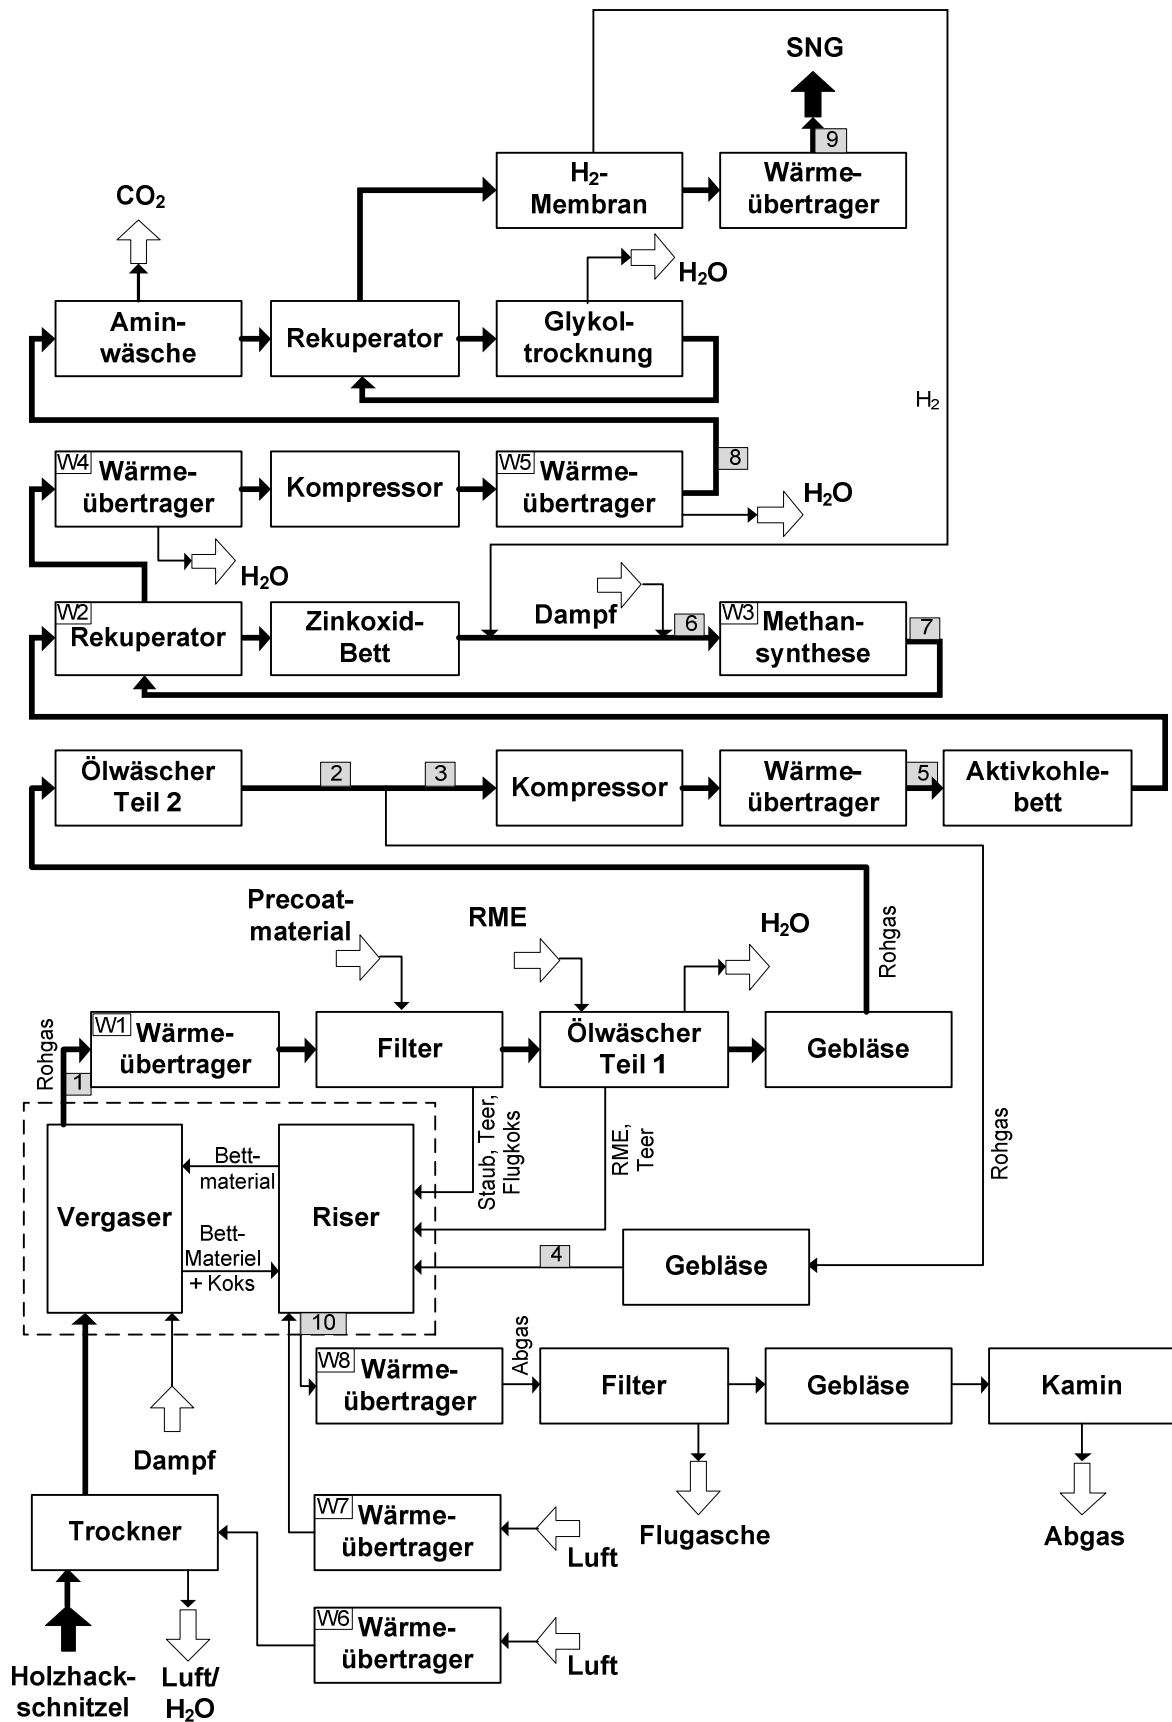 SNG
9
H₂-
Membran
Wärme-
übertrager
CO₂
H₂O
Amin-
wäsche
Rekuperator
Glykol-
trocknung
H₂
8
W4
Wärme-
übertrager
Kompressor
W5
Wärme-
übertrager
H₂O
H₂O
W2
Rekuperator
Zinkoxid-
Bett
Dampf
6
W3
Methan-
synthese
7
Ölwäscher
Teil 2
2
3
Kompressor
Wärme-
übertrager
5
Aktivkohle-
bett
Precoat-
material
RME
H₂O
Rohgas
Rohgas
1
W1
Wärme-
übertrager
Filter
Ölwäscher
Teil 1
Gebläse
Staub, Teer,
Flugkoks
RME,
Teer
Rohgas
Vergaser
Bett-
material
Bett-
Materiel
+ Koks
Riser
4
Gebläse
10
W8
Wärme-
übertrager
Abgas
Filter
Gebläse
Kamin
Dampf
Trockner
W7
Wärme-
übertrager
Luft
Flugasche
Abgas
W6
Wärme-
übertrager
Luft
Holzhack-
schnitzel
Luft/
H₂O